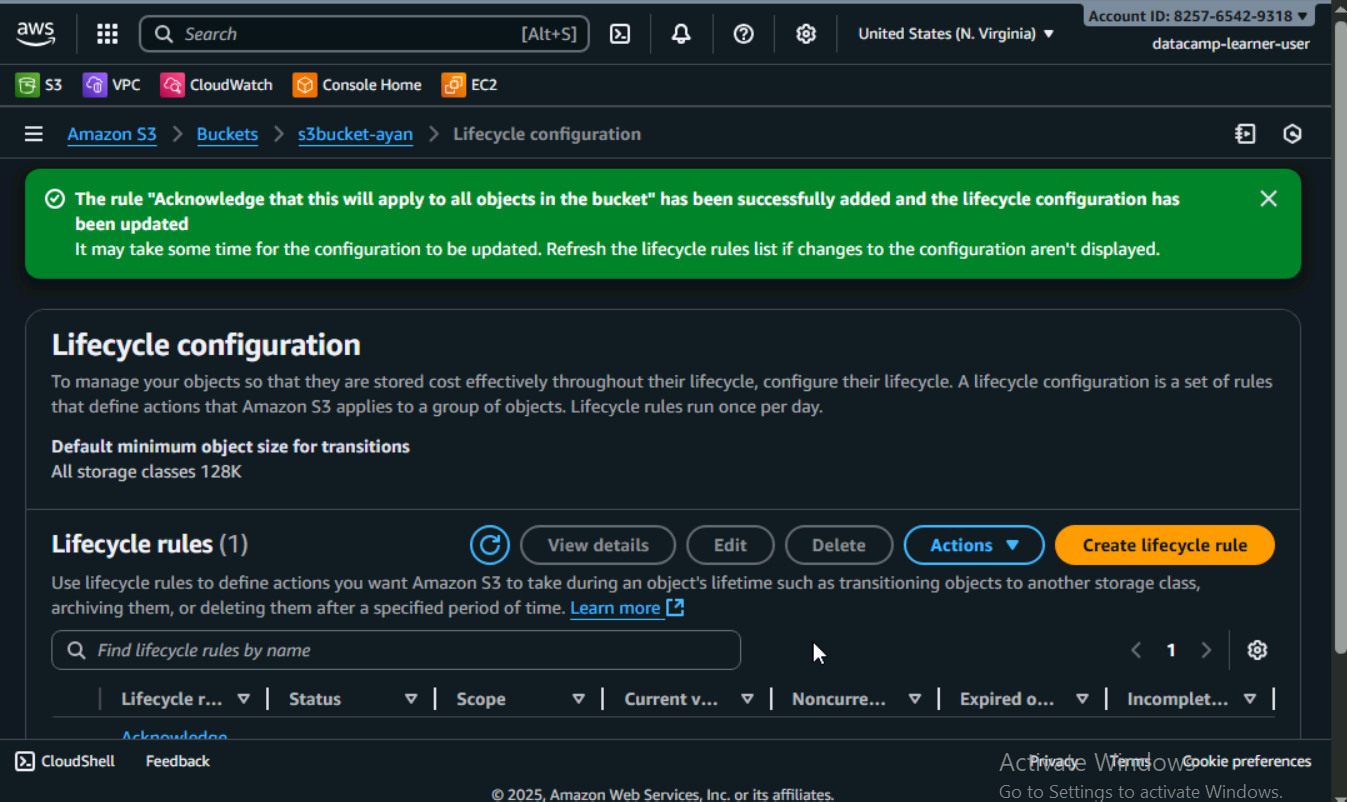 aws
Search [Alt+S]
United States (N. Virginia) ▼
Account ID: 8257-6542-9318 ▼
datacamp-learner-user
S3 VPC CloudWatch Console Home EC2
Amazon S3 > Buckets > s3bucket-ayan > Lifecycle configuration
The rule "Acknowledge that this will apply to all objects in the bucket" has been successfully added and the lifecycle configuration has
been updated
It may take some time for the configuration to be updated. Refresh the lifecycle rules list if changes to the configuration aren't displayed.
Lifecycle configuration
To manage your objects so that they are stored cost effectively throughout their lifecycle, configure their lifecycle. A lifecycle configuration is a set of rules
that define actions that Amazon S3 applies to a group of objects. Lifecycle rules run once per day.
Default minimum object size for transitions
All storage classes 128K
Lifecycle rules (1)
View details Edit Delete Actions ▼ Create lifecycle rule
Use lifecycle rules to define actions you want Amazon S3 to take during an object's lifetime such as transitioning objects to another storage class,
archiving them, or deleting them after a specified period of time. Learn more
Find lifecycle rules by name
< 1 >
Lifecycle r... Status Scope Current v... Noncurre... Expired o... Incomplet...
Acknowledge
CloudShell Feedback Privacy Terms Cookie preferences
Activate Windows
Go to Settings to activate Windows.
© 2025, Amazon Web Services, Inc. or its affiliates.